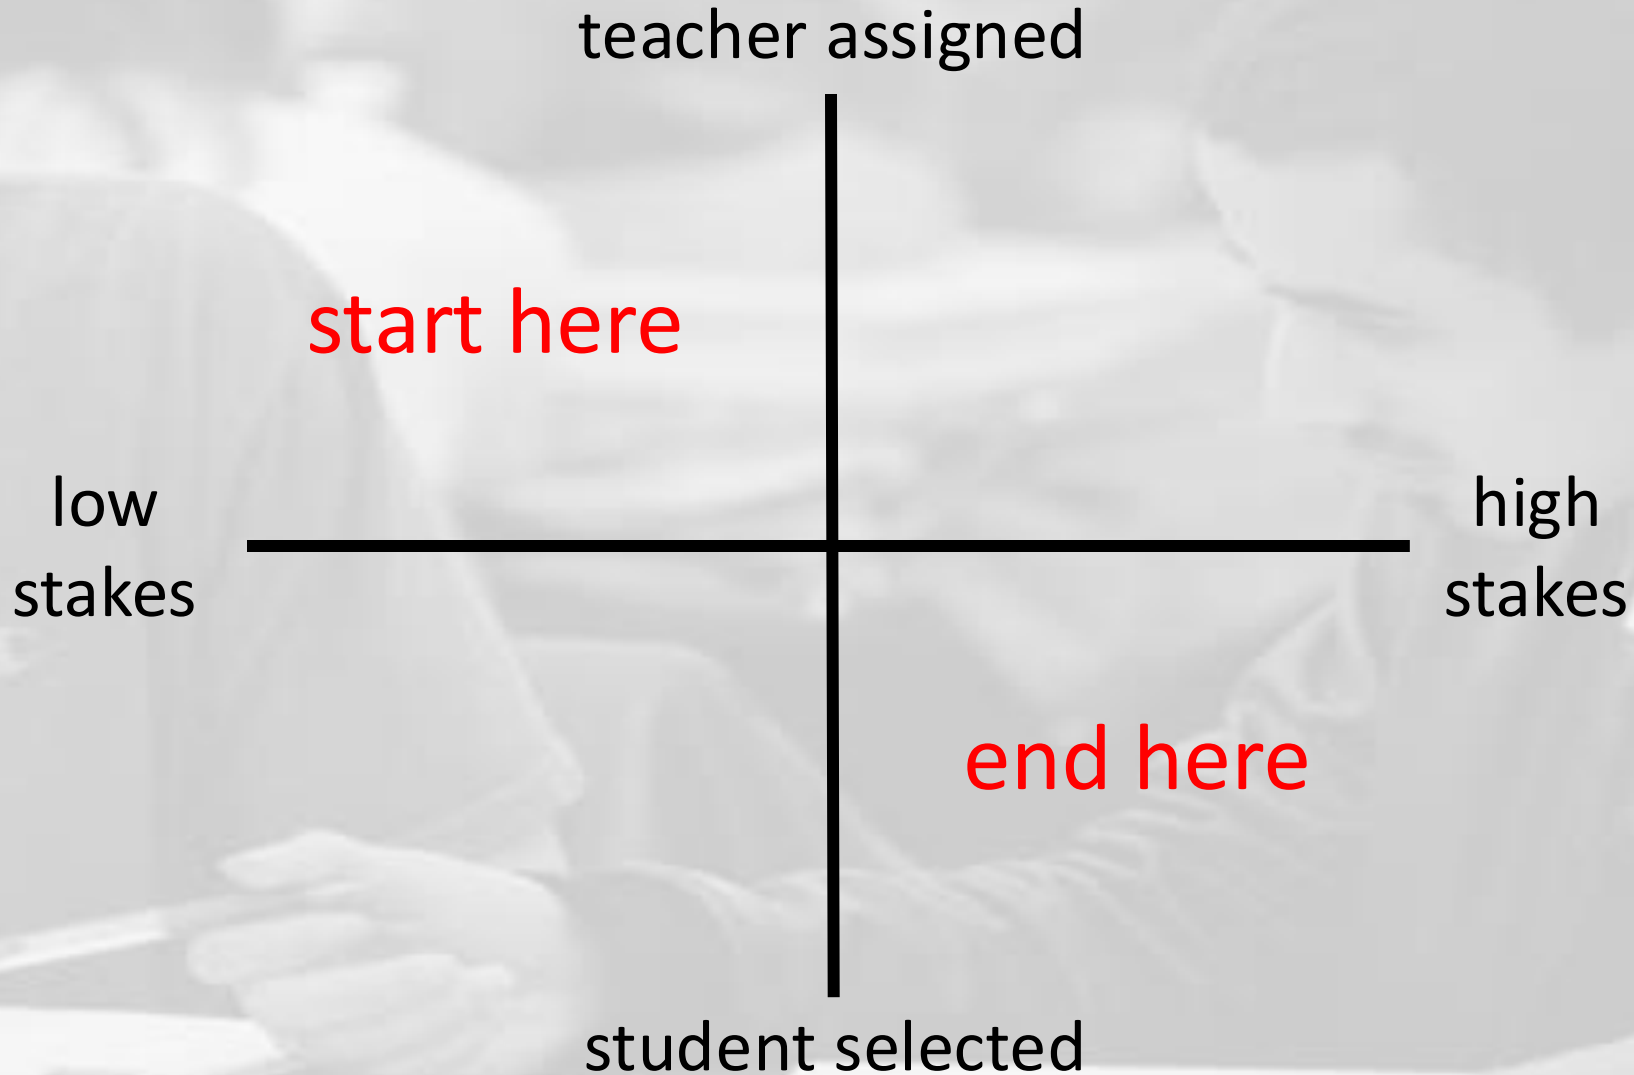 teacher assigned
start here
low
stakes
high
stakes
end here
student selected